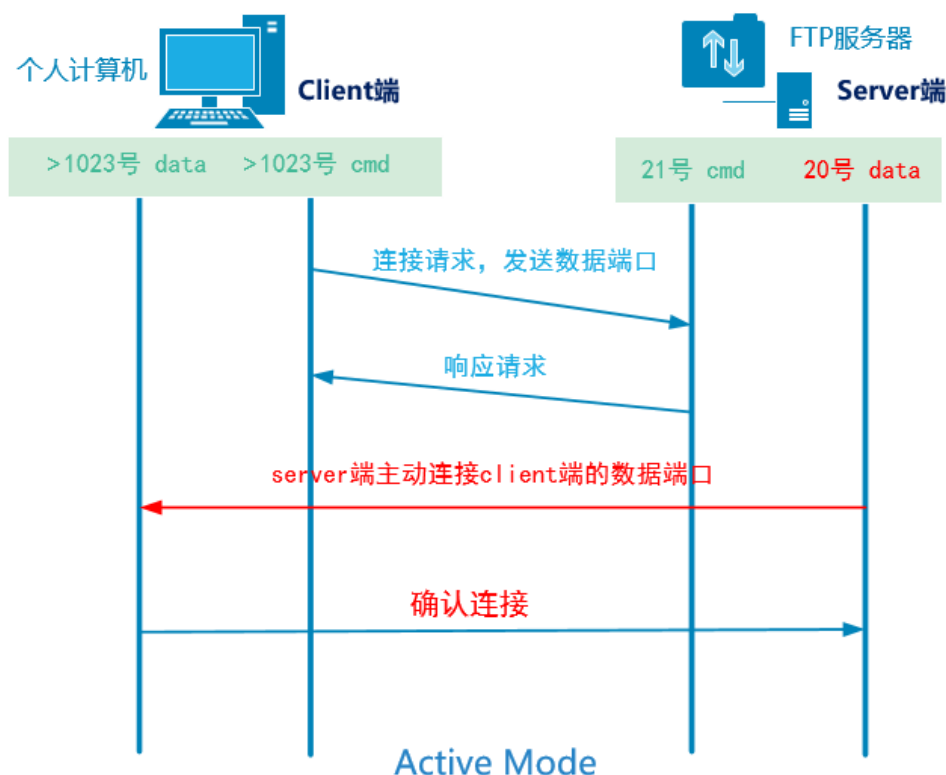 个人计算机
Client端
FTP服务器
Server端
>1023号 data
>1023号 cmd
21号 cmd
20号 data
连接请求，发送数据端口
响应请求
server端主动连接client端的数据端口
确认连接
Active Mode